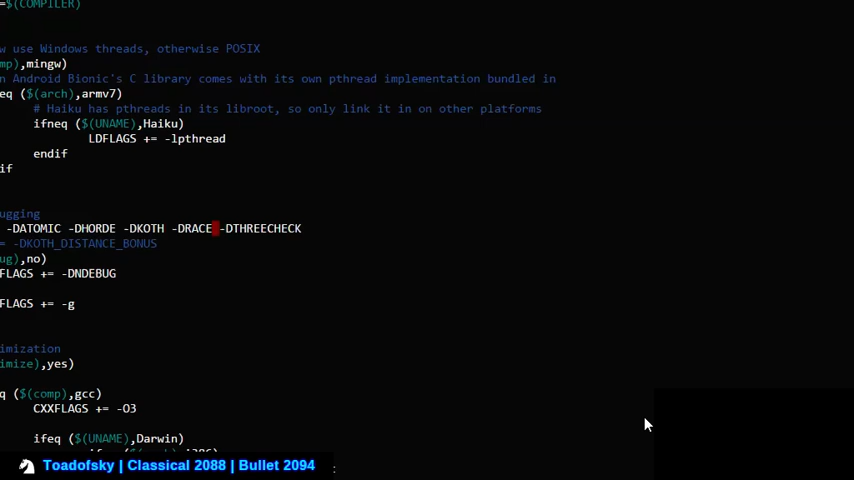 =$(COMPILER)
w use Windows threads, otherwise POSIX
mp),mingw)
n Android Bionic's C library comes with its own pthread implementation bundled in
eq ($(arch),armv7)
# Haiku has pthreads in its libroot, so only link it in on other platforms
ifneq ($(UNAME),Haiku)
LDFLAGS += -lpthread
endif
if
ugging
-DATOMIC -DHORDE -DKOTH -DRACE -DTHREECHECK
= -DKOTH_DISTANCE_BONUS
ug),no)
FLAGS += -DNDEBUG
FLAGS += -g
imization
imize),yes)
q ($(comp),gcc)
CXXFLAGS += -O3
ifeq ($(UNAME),Darwin)
Toadofsky | Classical 2088 | Bullet 2094
: